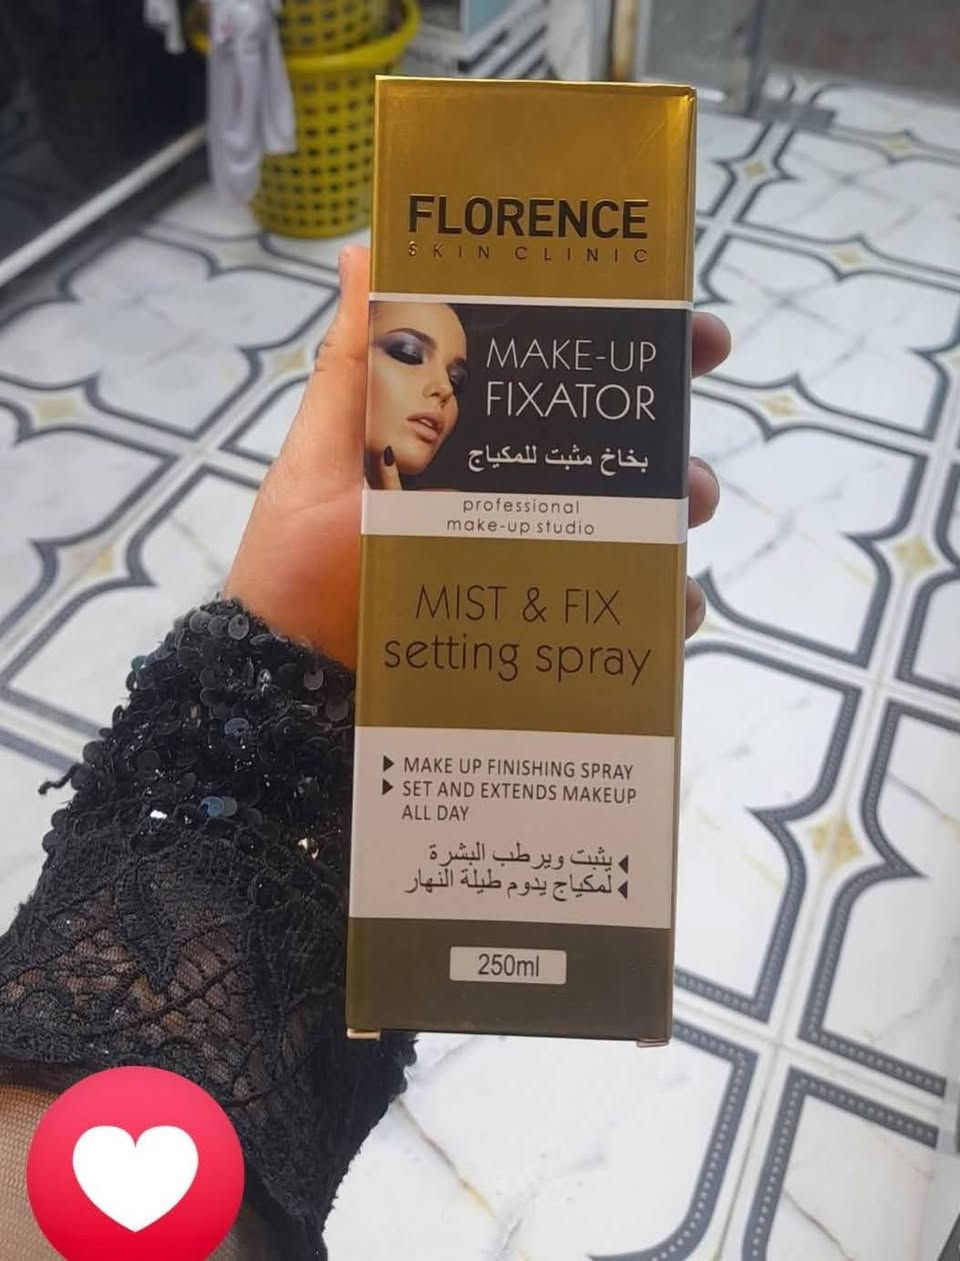 FLORENCE
SKIN CLINIC
MAKE-UP
FIXATOR
بخاخ مثبت للمكياج
professional
make-up studio
MIST & FIX
setting spray
MAKE UP FINISHING SPRAY
SET AND EXTENDS MAKEUP
ALL DAY
يثبت ويرطب البشرة
لمكياج يدوم طيلة النهار
250ml